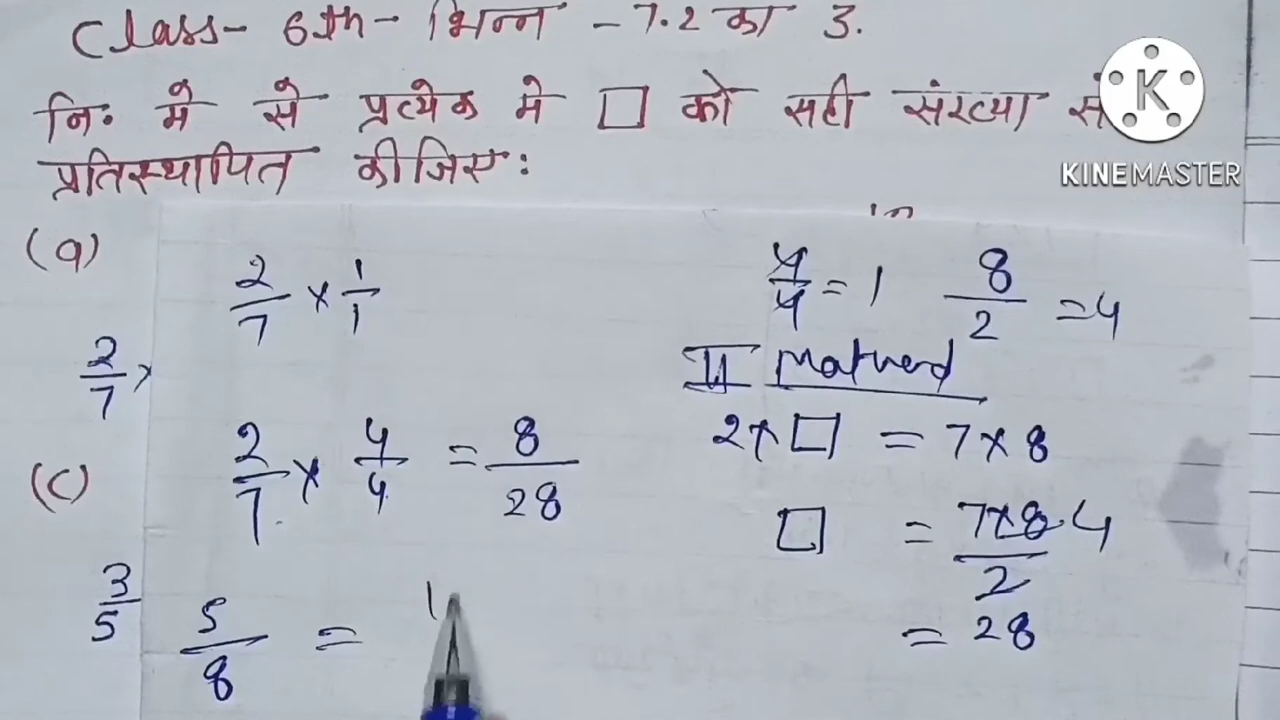 Class- 6th- भिन्न - 7.2 का 3.
नि॰ मे से प्रत्येक मे □ को सही संख्या से
प्रतिस्थापित कीजिए:
K
KINEMASTER
(a)
2/7 × 1/1
4/4 = 1 8/2 = 4
2/7 ×
II
2 × □ = 7 × 8
(c)
2/7 × 4/4 = 8/28
□ = 7×8/2 4
3/5
5/8 = 1
= 28